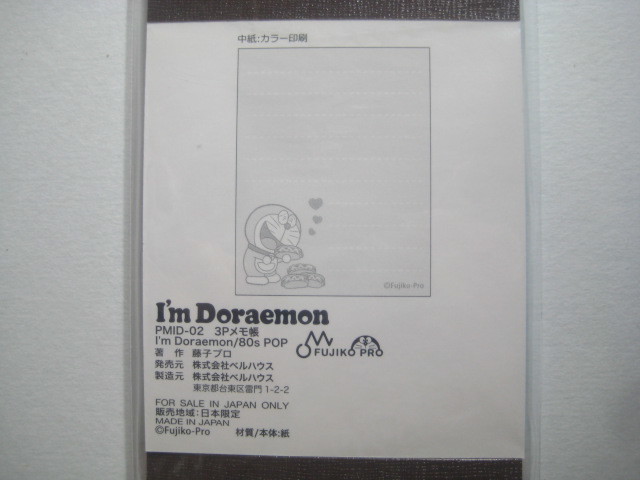 中紙:カラー印刷
©Fujiko-Pro
I'm Doraemon
PMID-02 3Pメモ帳
I'm Doraemon/80s POP
FUJIKO PRO
著 作 藤子プロ
発売元 株式会社ベルハウス
製造元 株式会社ベルハウス
東京都台東区雷門1-2-2
FOR SALE IN JAPAN ONLY
販売地域:日本限定
MADE IN JAPAN
©Fujiko-Pro 材質/本体:紙